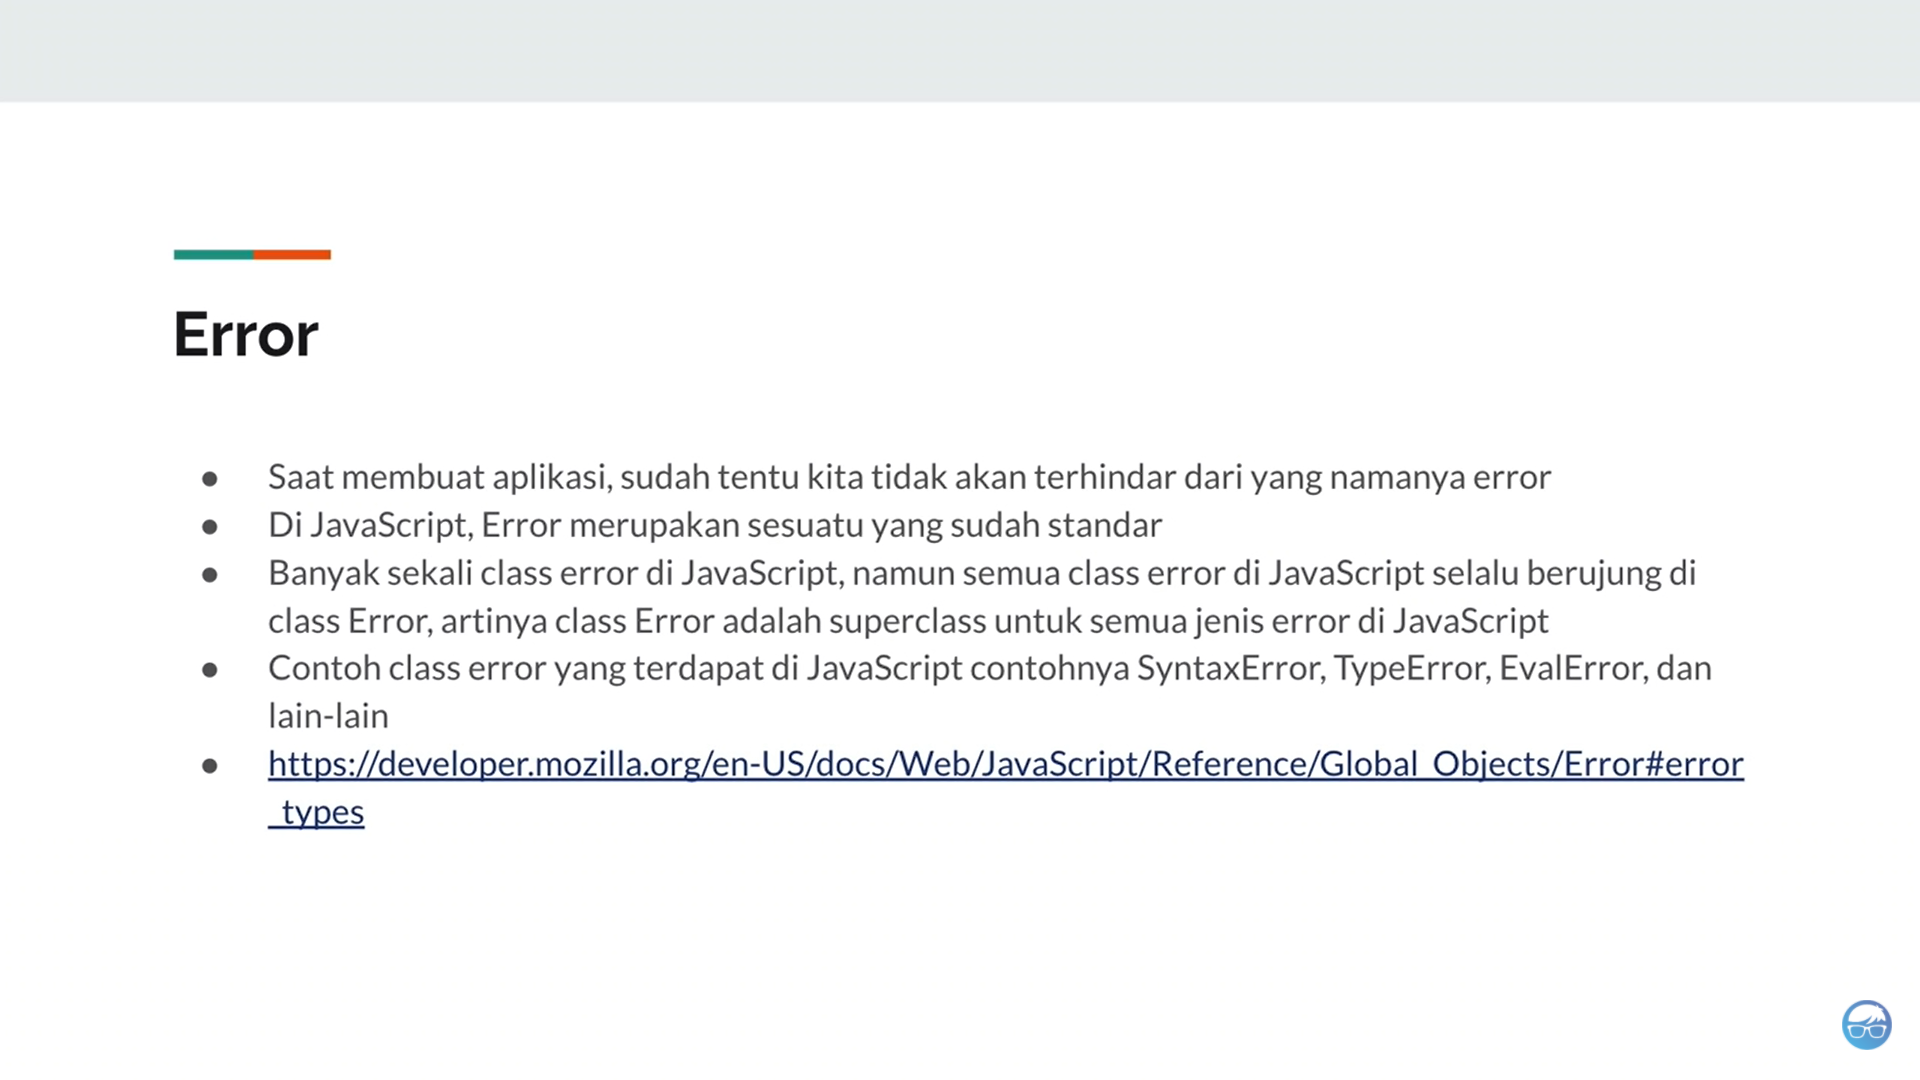 Error
● Saat membuat aplikasi, sudah tentu kita tidak akan terhindar dari yang namanya error
● Di JavaScript, Error merupakan sesuatu yang sudah standar
● Banyak sekali class error di JavaScript, namun semua class error di JavaScript selalu berujung di
class Error, artinya class Error adalah superclass untuk semua jenis error di JavaScript
● Contoh class error yang terdapat di JavaScript contohnya SyntaxError, TypeError, EvalError, dan
lain-lain
● https://developer.mozilla.org/en-US/docs/Web/JavaScript/Reference/Global_Objects/Error#error
_types